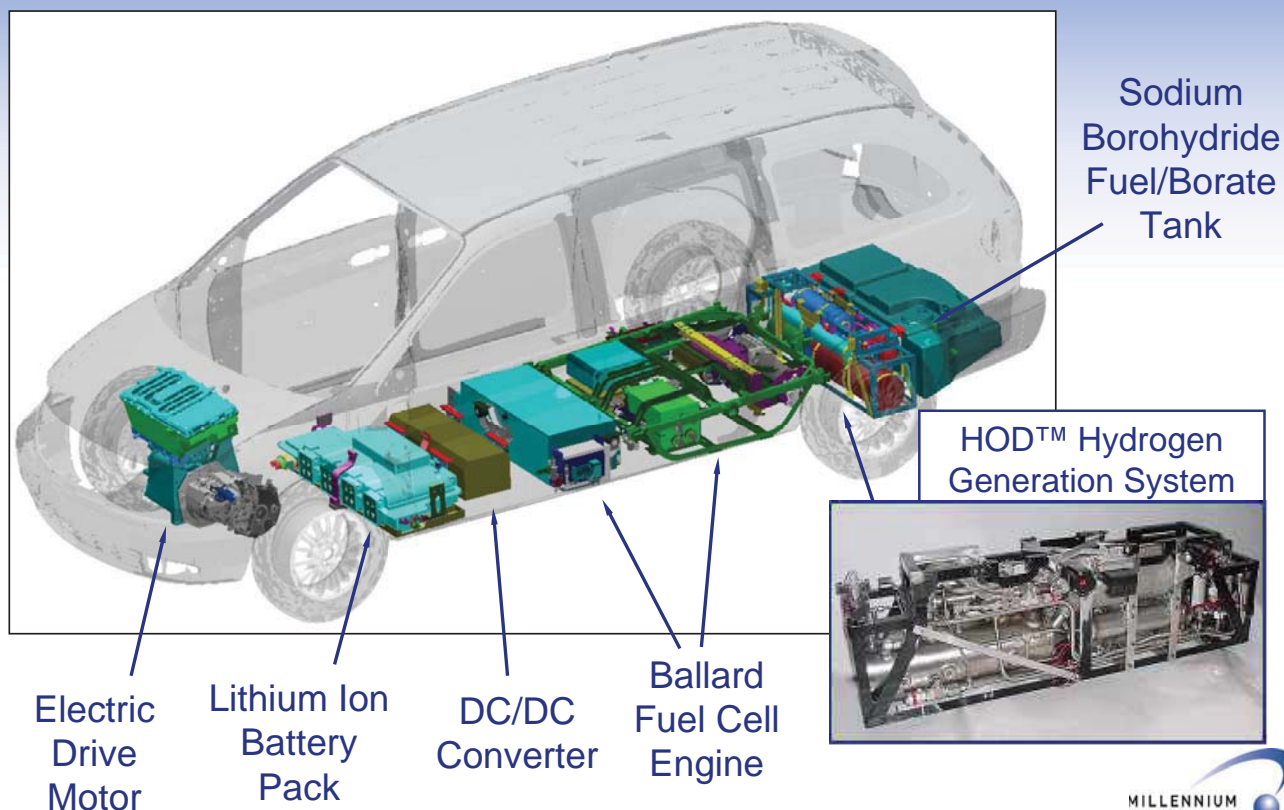 Sodium
Borohydride
Fuel/Borate
Tank
HOD™ Hydrogen
Generation System
Electric
Drive
Motor
Lithium Ion
Battery
Pack
DC/DC
Converter
Ballard
Fuel Cell
Engine
MILLENNIUM